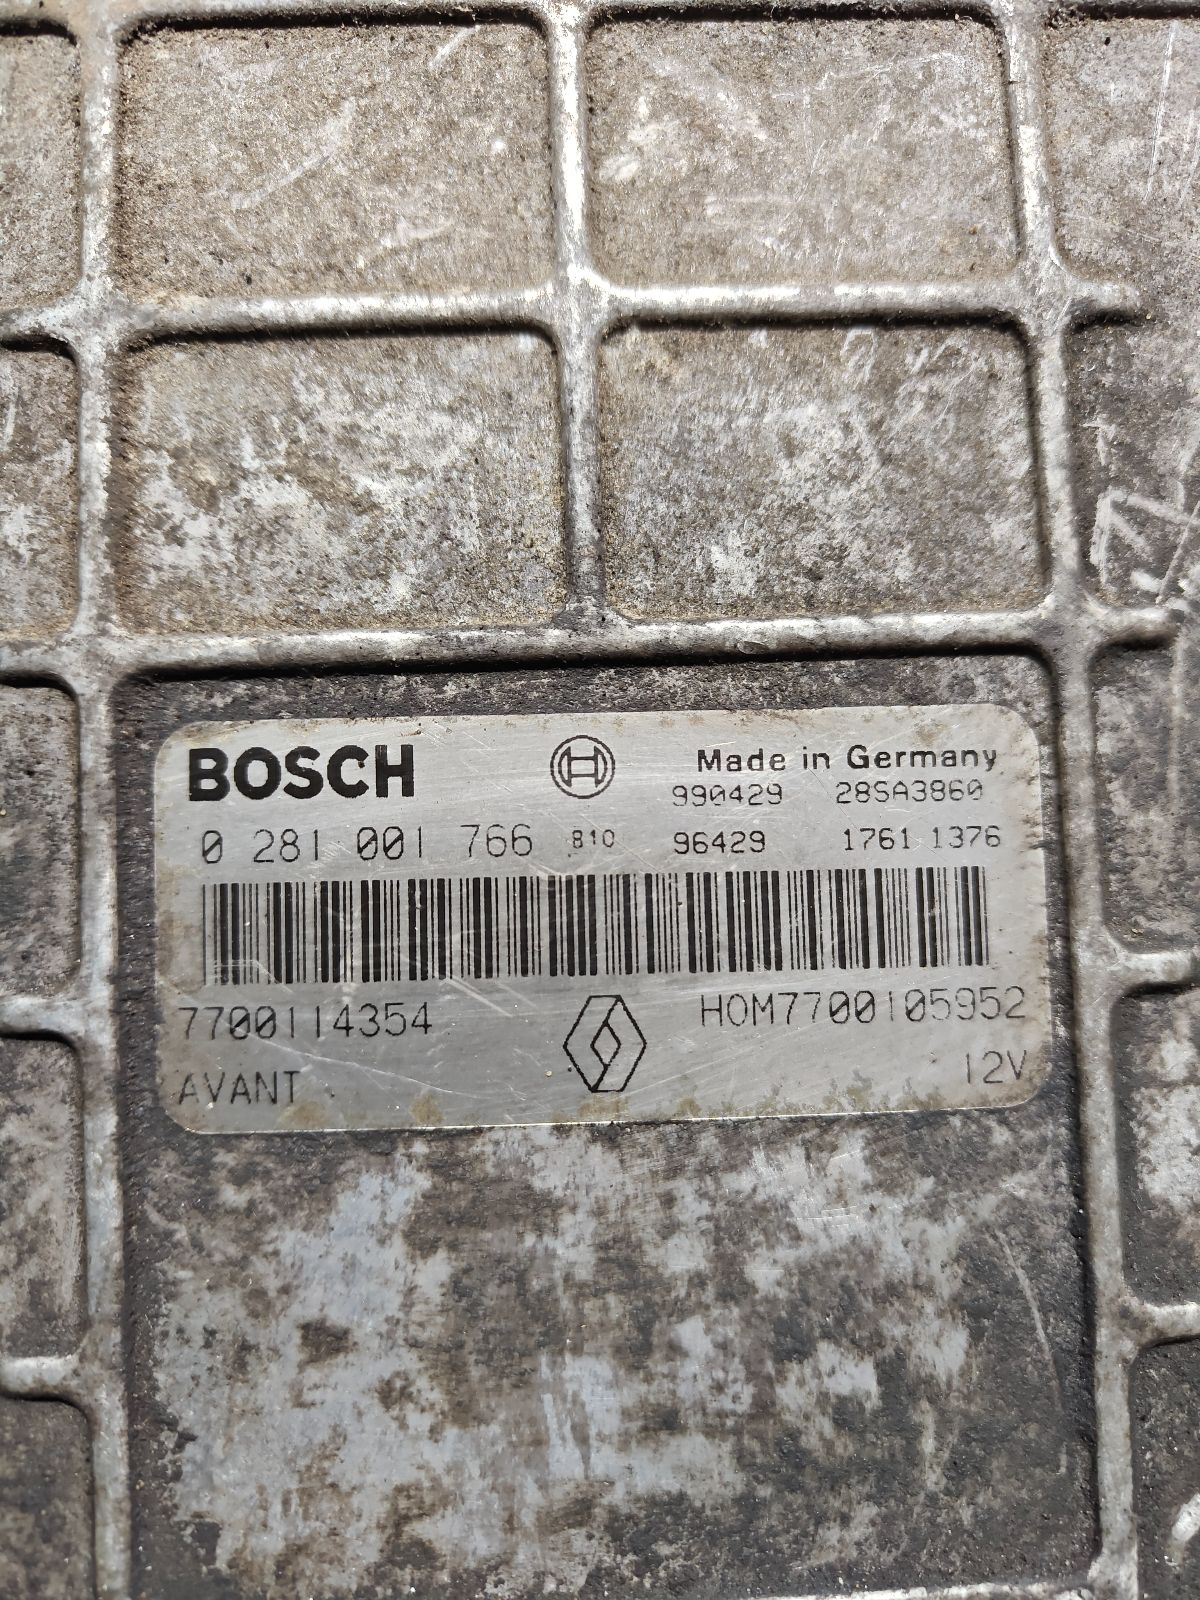 BOSCH Made in Germany
990429 28SA3860
0 281 001 766 810 96429 1761 1376
7700114354 HOM7700105952
AVANT 12V